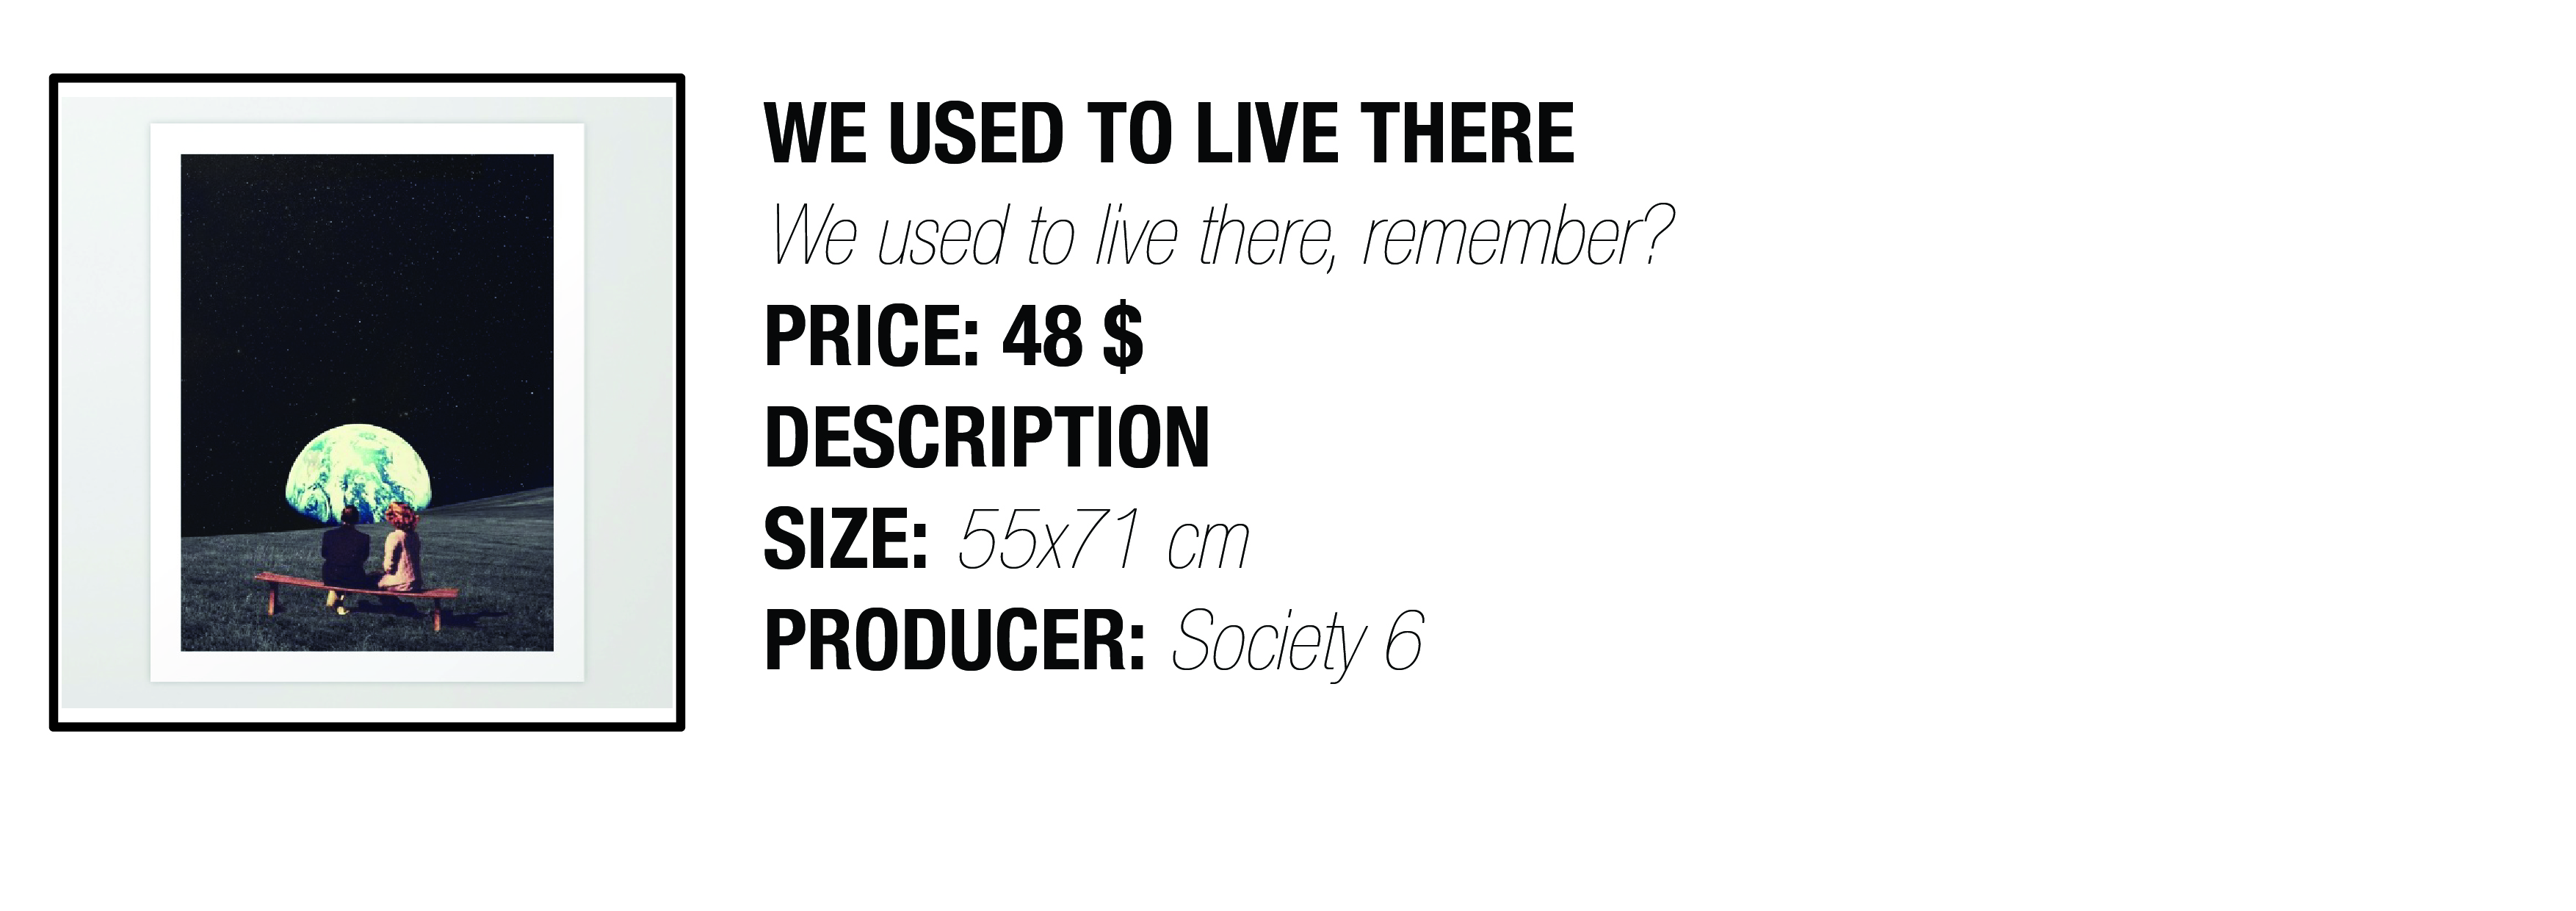 WE USED TO LIVE THERE
We used to live there, remember?
PRICE: 48 $
DESCRIPTION
SIZE: 55x71 cm
PRODUCER: Society 6